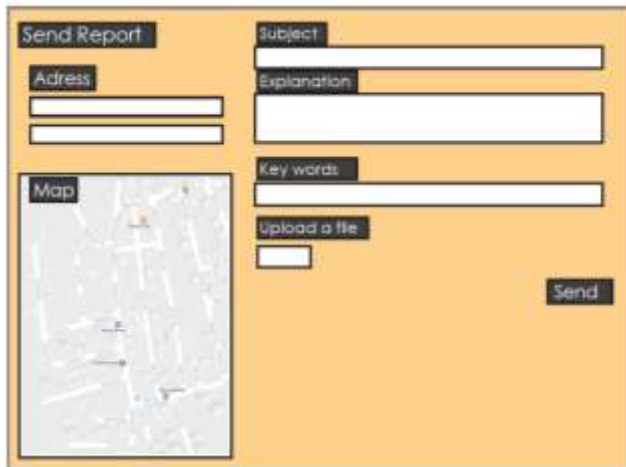 Send Report
Adress
Map
Subject
Explanation
Key words
Upload a file
Send